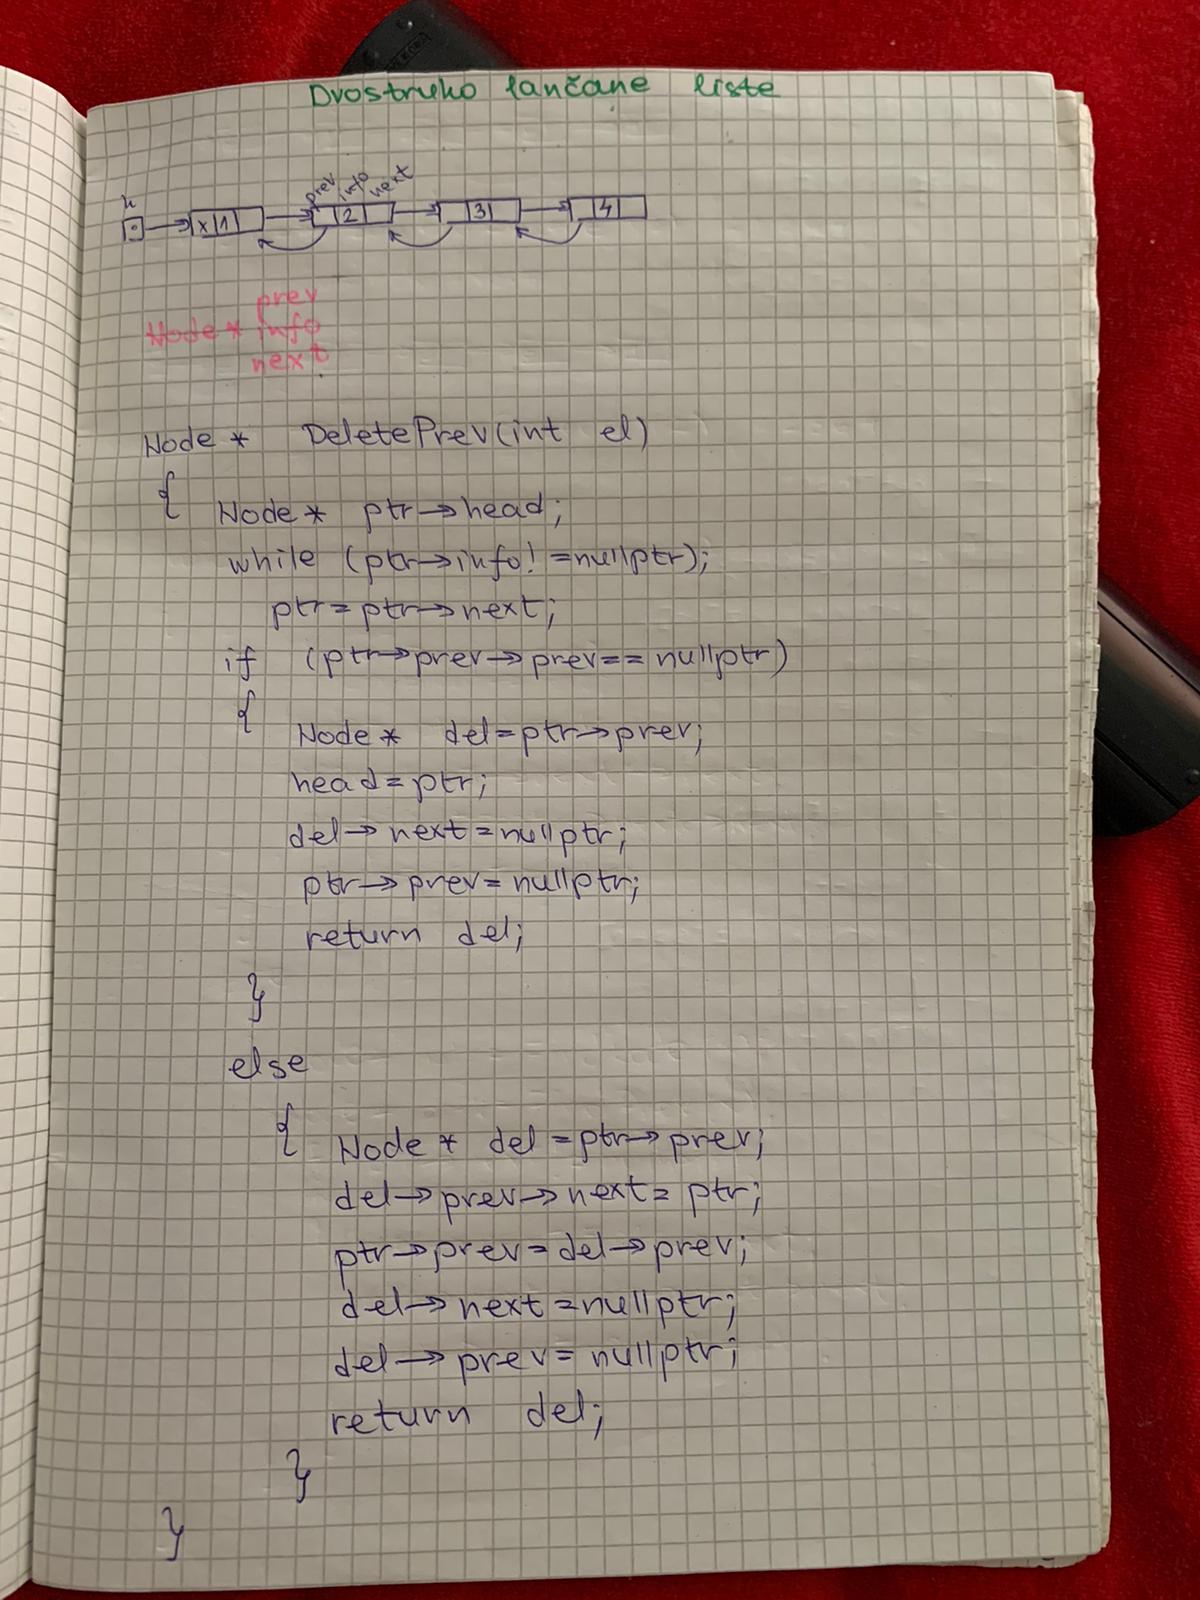 Dvostruko lančane liste
h
prev info next
x 1 2 3 4
prev
Node* info
next
Node* DeletePrev(int el)
{ Node* ptr→head;
while (ptr→info!=nullptr);
ptr=ptr→next;
if (ptr→prev→prev==nullptr)
{
Node* del=ptr→prev;
head=ptr;
del→next=nullptr;
ptr→prev=nullptr;
return del;
}
else
{ Node* del=ptr→prev;
del→prev→next=ptr;
ptr→prev=del→prev;
del→next=nullptr;
del→prev=nullptr;
return del;
}
}